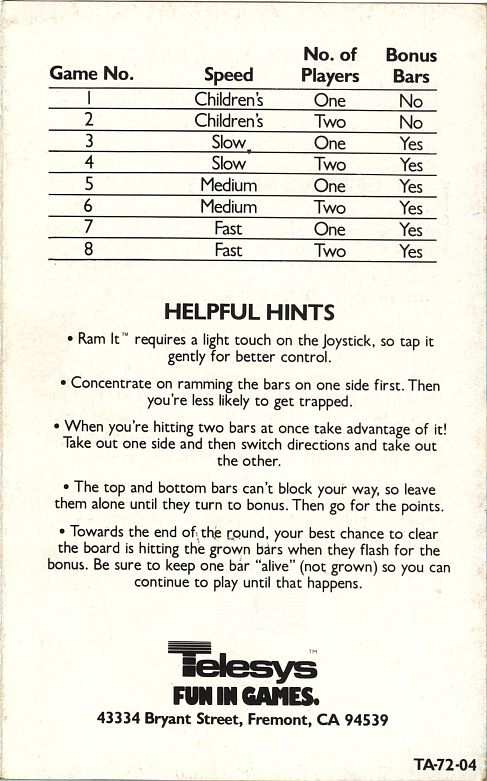 No. of Bonus
Game No. Speed Players Bars
1 Children's One No
2 Children's Two No
3 Slow One Yes
4 Slow Two Yes
5 Medium One Yes
6 Medium Two Yes
7 Fast One Yes
8 Fast Two Yes
HELPFUL HINTS
• Ram It™ requires a light touch on the Joystick, so tap it
gently for better control.
• Concentrate on ramming the bars on one side first. Then
you're less likely to get trapped.
• When you're hitting two bars at once take advantage of it!
Take out one side and then switch directions and take out
the other.
• The top and bottom bars can't block your way, so leave
them alone until they turn to bonus. Then go for the points.
• Towards the end of the round, your best chance to clear
the board is hitting the grown bars when they flash for the
bonus. Be sure to keep one bar "alive" (not grown) so you can
continue to play until that happens.
Telesys™
FUN IN GAMES.
43334 Bryant Street, Fremont, CA 94539
TA-72-04